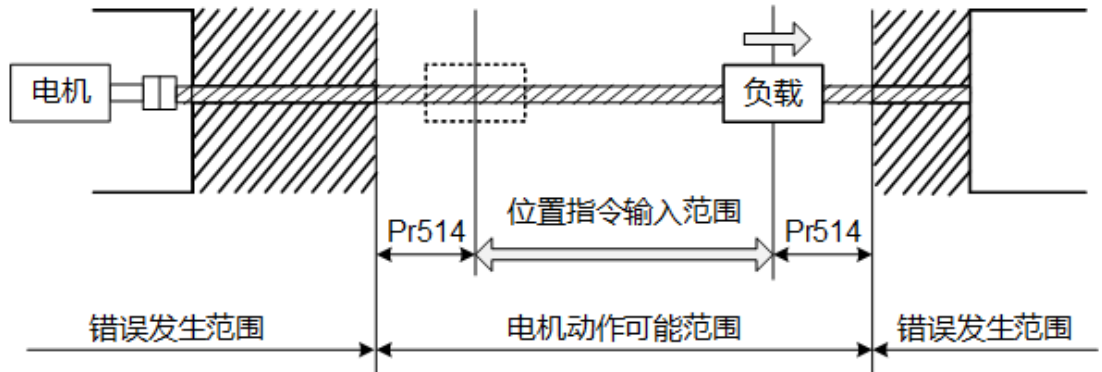 电机
负载
位置指令输入范围
Pr514
Pr514
错误发生范围
电机动作可能范围
错误发生范围